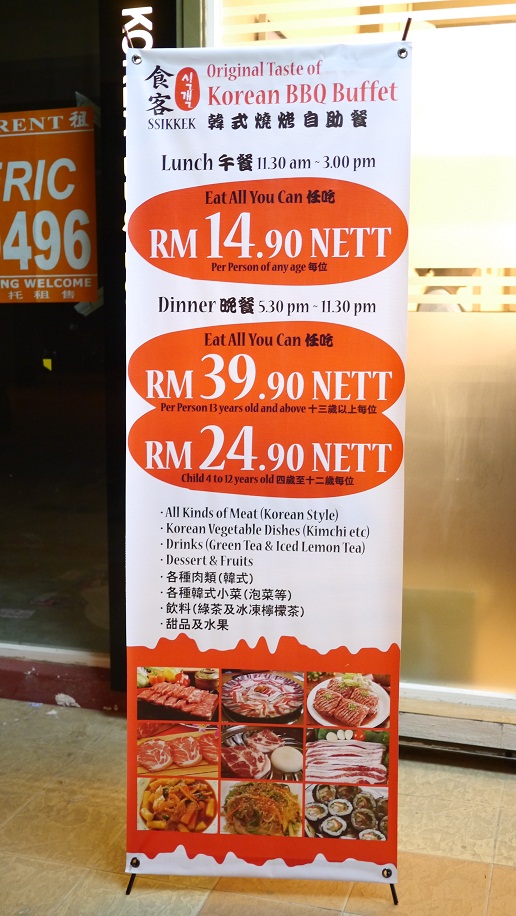 KO
RENT 租
RIC
496
NG WELCOME
托租售
食客
식객
SSIKKEK
Original Taste of
Korean BBQ Buffet
韓式燒烤自助餐
Lunch 午餐 11.30 am ~ 3.00 pm
Eat All You Can 任吃
RM 14.90 NETT
Per Person of any age 每位
Dinner 晚餐 5.30 pm ~ 11.30 pm
Eat All You Can 任吃
RM 39.90 NETT
Per Person 13 years old and above 十三歲以上每位
RM 24.90 NETT
Child 4 to 12 years old 四歲至十二歲每位
· All Kinds of Meat (Korean Style)
· Korean Vegetable Dishes (Kimchi etc)
· Drinks (Green Tea & Iced Lemon Tea)
· Dessert & Fruits
· 各種肉類(韓式)
· 各種韓式小菜(泡菜等)
· 飲料(綠茶及冰凍檸檬茶)
· 甜品及水果